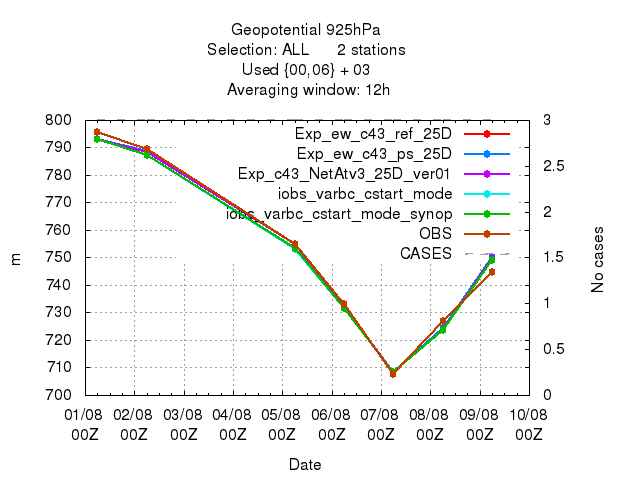 Geopotential 925hPa
Selection: ALL 2 stations
Used {00,06} + 03
Averaging window: 12h
800
790
780
770
760
750
740
730
720
710
700
m
3
2.5
2
1.5
1
0.5
0
No cases
Exp_ew_c43_ref_25D
Exp_ew_c43_ps_25D
Exp_c43_NetAtv3_25D_ver01
iobs_varbc_cstart_mode
iobs_varbc_cstart_mode_synop
OBS
CASES
01/08 02/08 03/08 04/08 05/08 06/08 07/08 08/08 09/08 10/08
00Z 00Z 00Z 00Z 00Z 00Z 00Z 00Z 00Z 00Z
Date